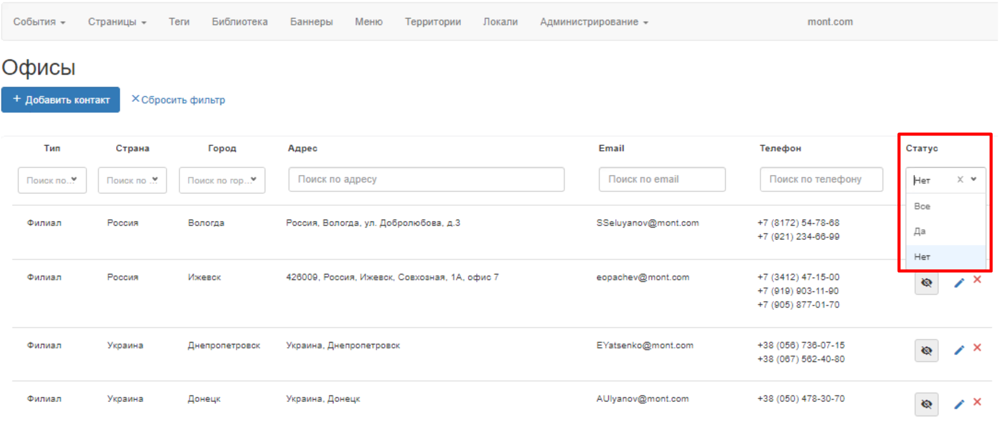 События Страницы Теги Библиотека Баннеры Меню Территории Локали Администрирование mont.com
Офисы
+ Добавить контакт ×Сбросить фильтр
Тип Страна Город Адрес Email Телефон Статус
Поиск по... Поиск по ... Поиск по гор... Поиск по адресу Поиск по email Поиск по телефону Нет ×
Все
Да
Нет
Филиал Россия Вологда Россия, Вологда, ул. Добролюбова, д.3 SSeluyanov@mont.com +7 (8172) 54-78-68
+7 (921) 234-66-99
Филиал Россия Ижевск 426009, Россия, Ижевск, Совхозная, 1А, офис 7 eopachev@mont.com +7 (3412) 47-15-00
+7 (919) 903-11-90
+7 (905) 877-01-70
Филиал Украина Днепропетровск Украина, Днепропетровск EYatsenko@mont.com +38 (056) 736-07-15
+38 (067) 562-40-80
Филиал Украина Донецк Украина, Донецк AUlyanov@mont.com +38 (050) 478-30-70